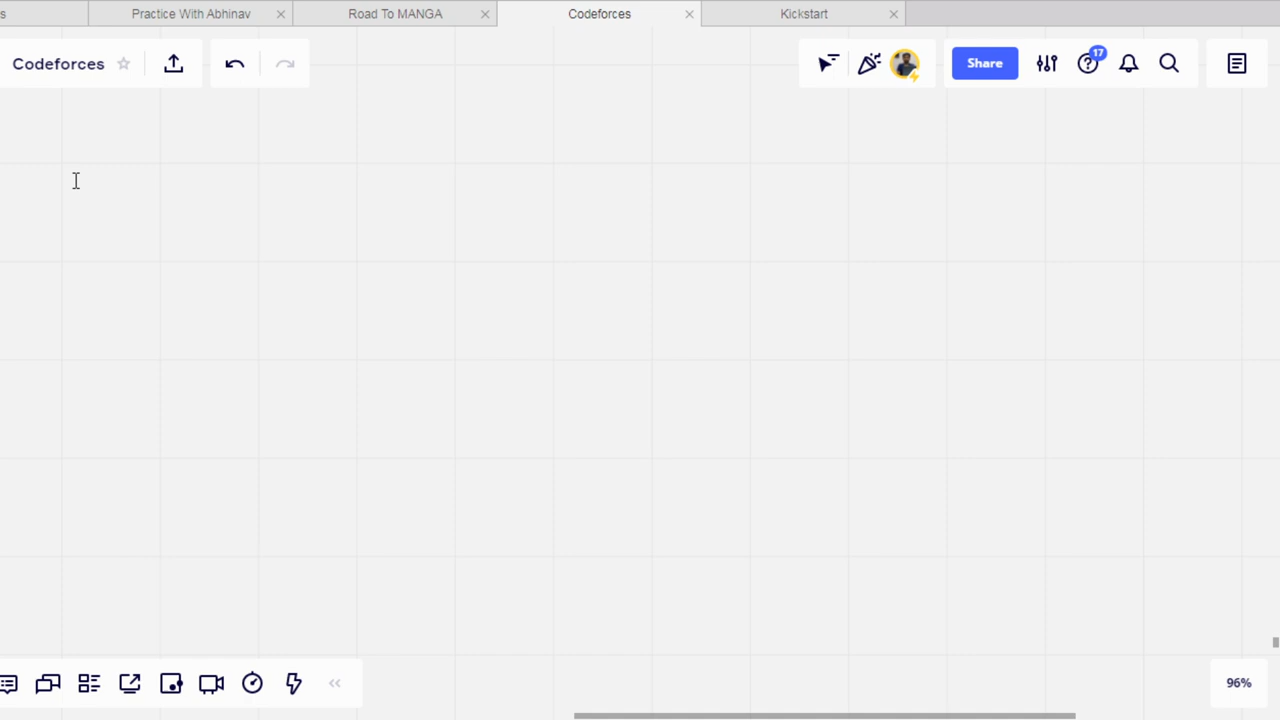 s
Practice With Abhinav
Road To MANGA
Codeforces
Kickstart
Codeforces
Share
17
96%